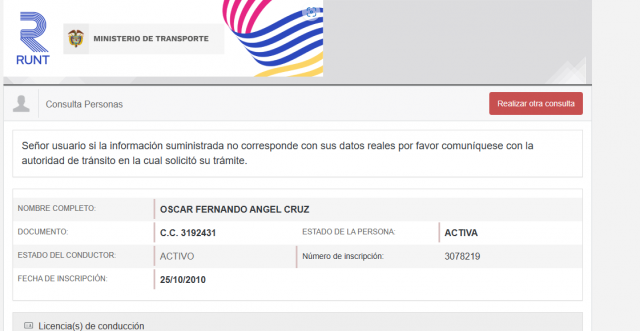 RUNT
MINISTERIO DE TRANSPORTE
Consulta Personas
Realizar otra consulta
Señor usuario si la información suministrada no corresponde con sus datos reales por favor comuníquese con la
autoridad de tránsito en la cual solicitó su trámite.
NOMBRE COMPLETO: OSCAR FERNANDO ANGEL CRUZ
DOCUMENTO: C.C. 3192431 ESTADO DE LA PERSONA: ACTIVA
ESTADO DEL CONDUCTOR: ACTIVO Número de inscripción: 3078219
FECHA DE INSCRIPCIÓN: 25/10/2010
Licencia(s) de conducción